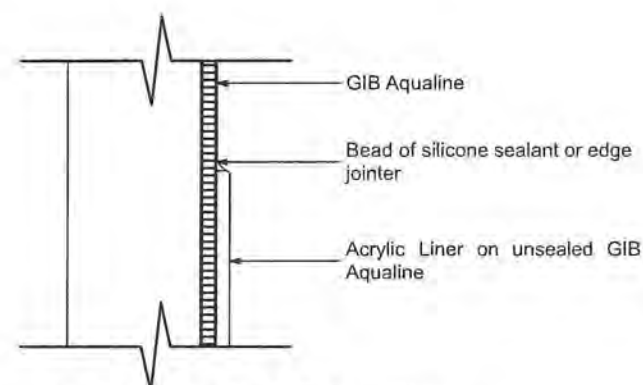 GIB Aqualine
Bead of silicone sealant or edge
jointer
Acrylic Liner on unsealed GIB
Aqualine